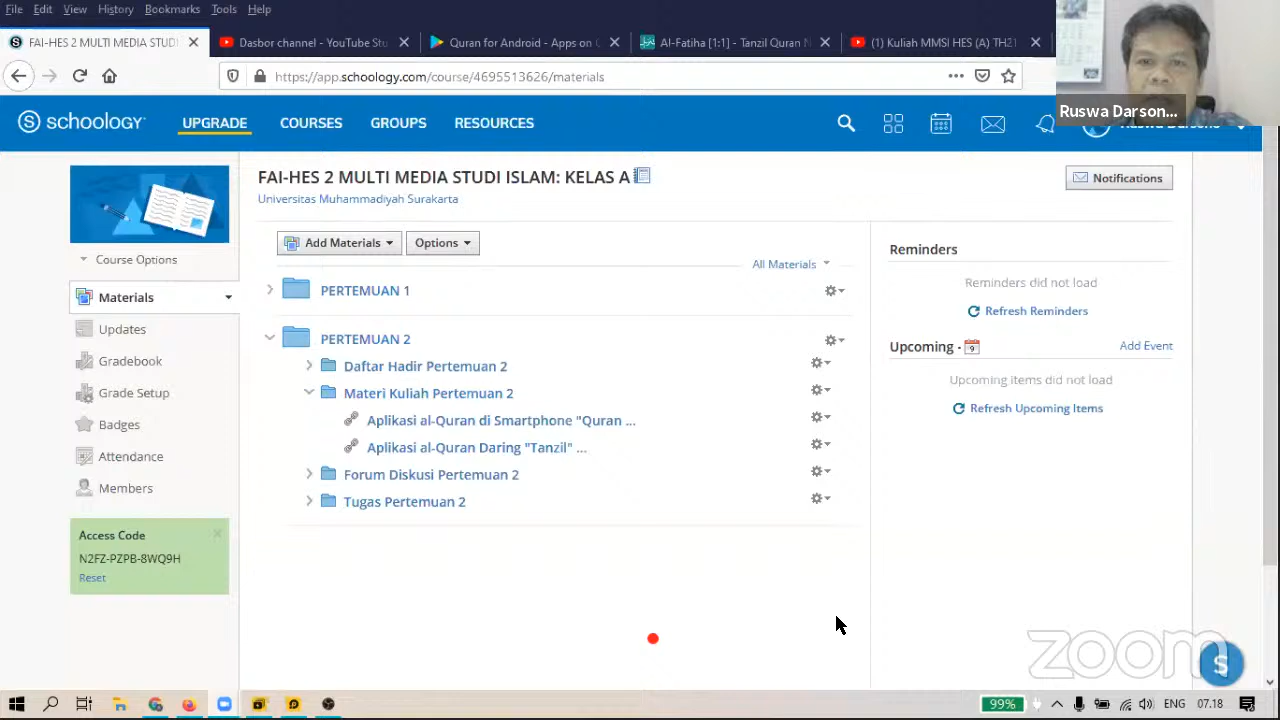 File Edit View History Bookmarks Tools Help
FAI-HES 2 MULTI MEDIA STUDI
Dasbor channel - YouTube Stu
Quran for Android - Apps on G
Al-Fatiha [1:1] - Tanzil Quran N
(1) Kuliah MMSI HES (A) TH21
https://app.schoology.com/course/4695513626/materials
Ruswa Darson...
schoology
UPGRADE COURSES GROUPS RESOURCES
Ruswa Darsono
FAI-HES 2 MULTI MEDIA STUDI ISLAM: KELAS A
Universitas Muhammadiyah Surakarta
Notifications
Course Options
Materials
Updates
Gradebook
Grade Setup
Badges
Attendance
Members
Access Code
N2FZ-PZPB-8WQ9H
Reset
Add Materials
Options
All Materials
PERTEMUAN 1
PERTEMUAN 2
Daftar Hadir Pertemuan 2
Materi Kuliah Pertemuan 2
Aplikasi al-Quran di Smartphone "Quran ...
Aplikasi al-Quran Daring "Tanzil" ...
Forum Diskusi Pertemuan 2
Tugas Pertemuan 2
Reminders
Reminders did not load
Refresh Reminders
Upcoming · 9
Add Event
Upcoming items did not load
Refresh Upcoming Items
zoom
S
99%
ENG
07.18